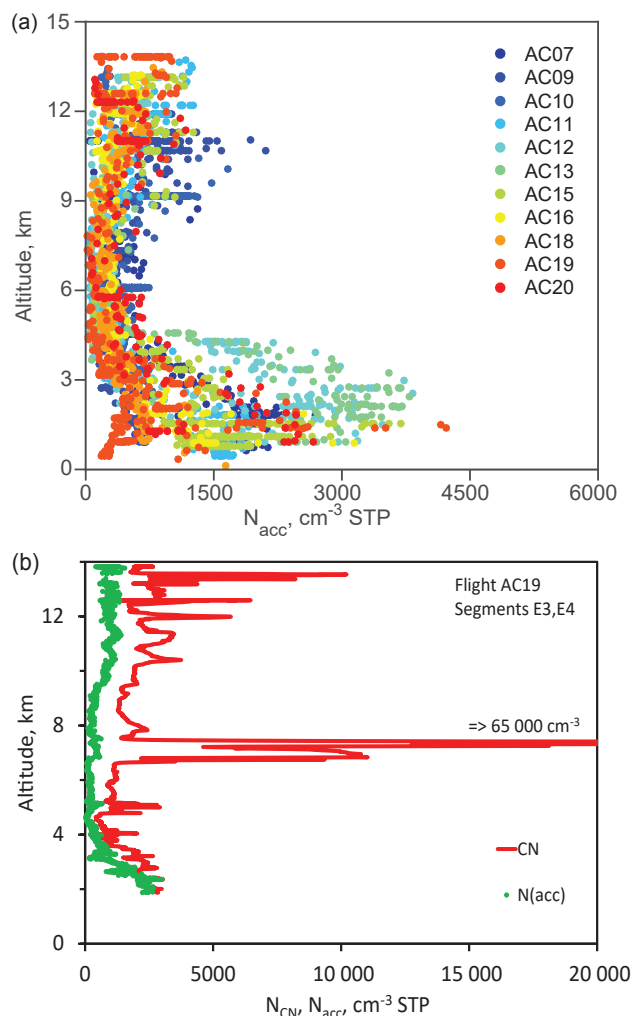 (a)
15
12
9
6
3
0
Altitude, km
AC07
AC09
AC10
AC11
AC12
AC13
AC15
AC16
AC18
AC19
AC20
0
1500
3000
4500
6000
N_acc, cm⁻³ STP
(b)
Flight AC19
Segments E3,E4
12
8
4
0
Altitude, km
=> 65 000 cm⁻³
CN
N(acc)
0
5000
10 000
15 000
20 000
N_CN, N_acc, cm⁻³ STP